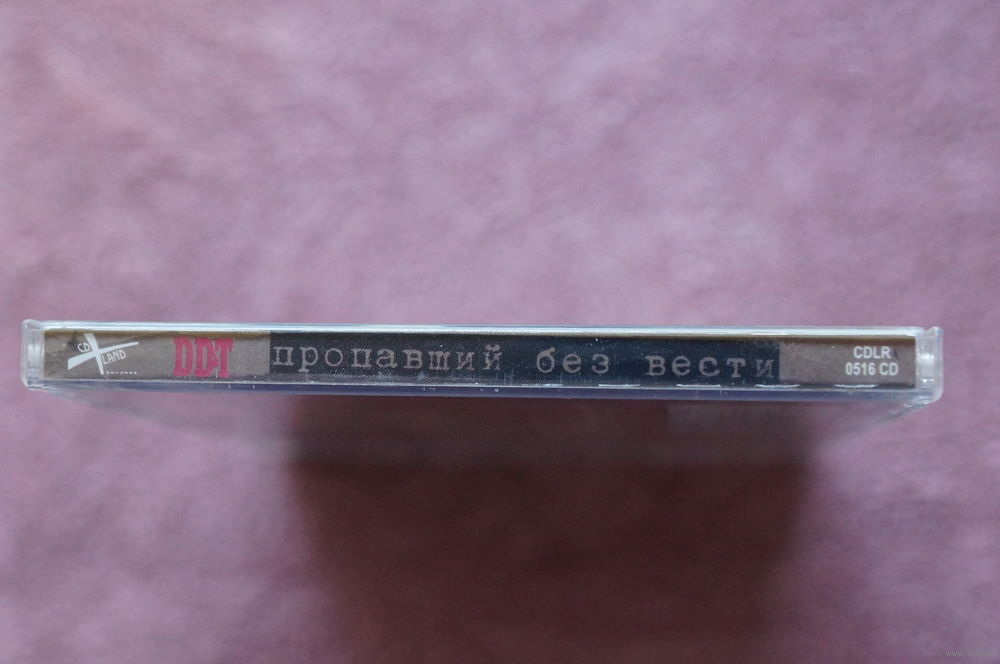 CD
LAND
DDT
пропавший без вести
CDLR
0516 CD